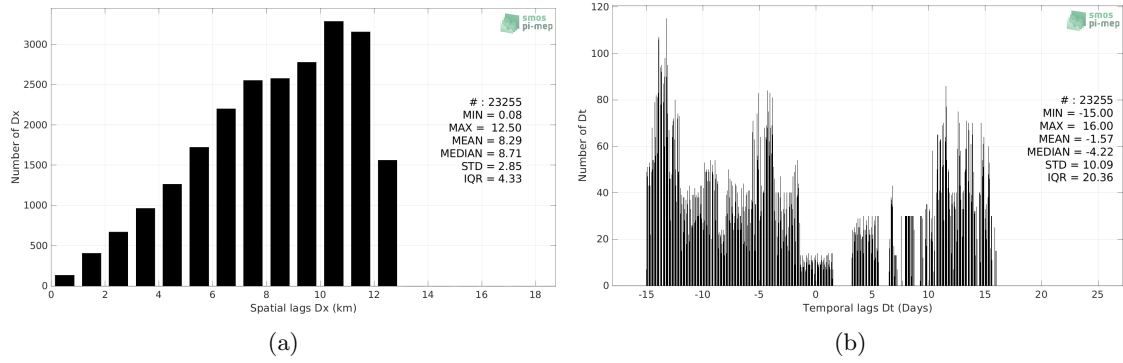 smos
pi-mep
3000
2500
2000
1500
1000
500
0
Number of Dx
# : 23255
MIN = 0.08
MAX = 12.50
MEAN = 8.29
MEDIAN = 8.71
STD = 2.85
IQR = 4.33
0 2 4 6 8 10 12 14 16 18
Spatial lags Dx (km)
(a)
smos
pi-mep
120
100
80
60
40
20
0
Number of Dt
# : 23255
MIN = -15.00
MAX = 16.00
MEAN = -1.57
MEDIAN = -4.22
STD = 10.09
IQR = 20.36
-15 -10 -5 0 5 10 15 20 25
Temporal lags Dt (Days)
(b)